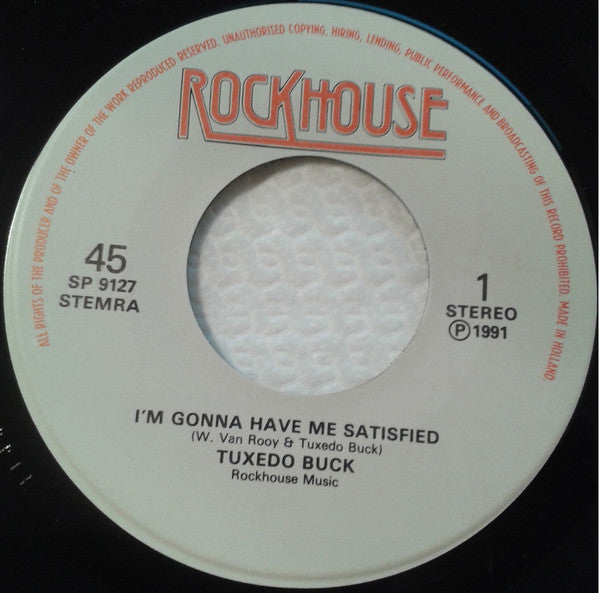 ALL RIGHTS OF THE PRODUCER AND OF THE OWNER OF THE WORK REPRODUCED RESERVED. UNAUTHORISED COPYING, HIRING, LENDING, PUBLIC PERFORMANCE AND BROADCASTING OF THIS RECORD PROHIBITED. MADE IN HOLLAND.
ROCKHOUSE
45
SP 9127
STEMRA
1
STEREO
Ⓟ 1991
I'M GONNA HAVE ME SATISFIED
(W. Van Rooy & Tuxedo Buck)
TUXEDO BUCK
Rockhouse Music